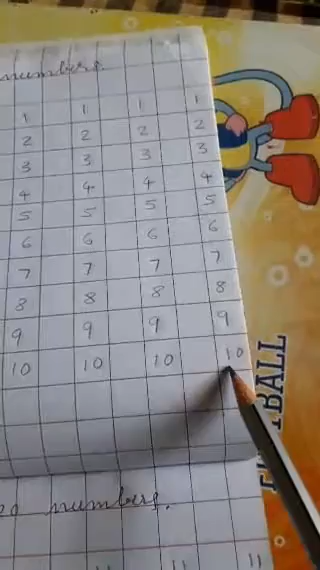 numbers.
1 1 1 1
2 2 2 2
3 3 3 3
4 4 4 4
5 5 5 5
6 6 6 6
7 7 7 7
8 8 8 8
9 9 9 9
10 10 10 10
numbers.
11 11 11